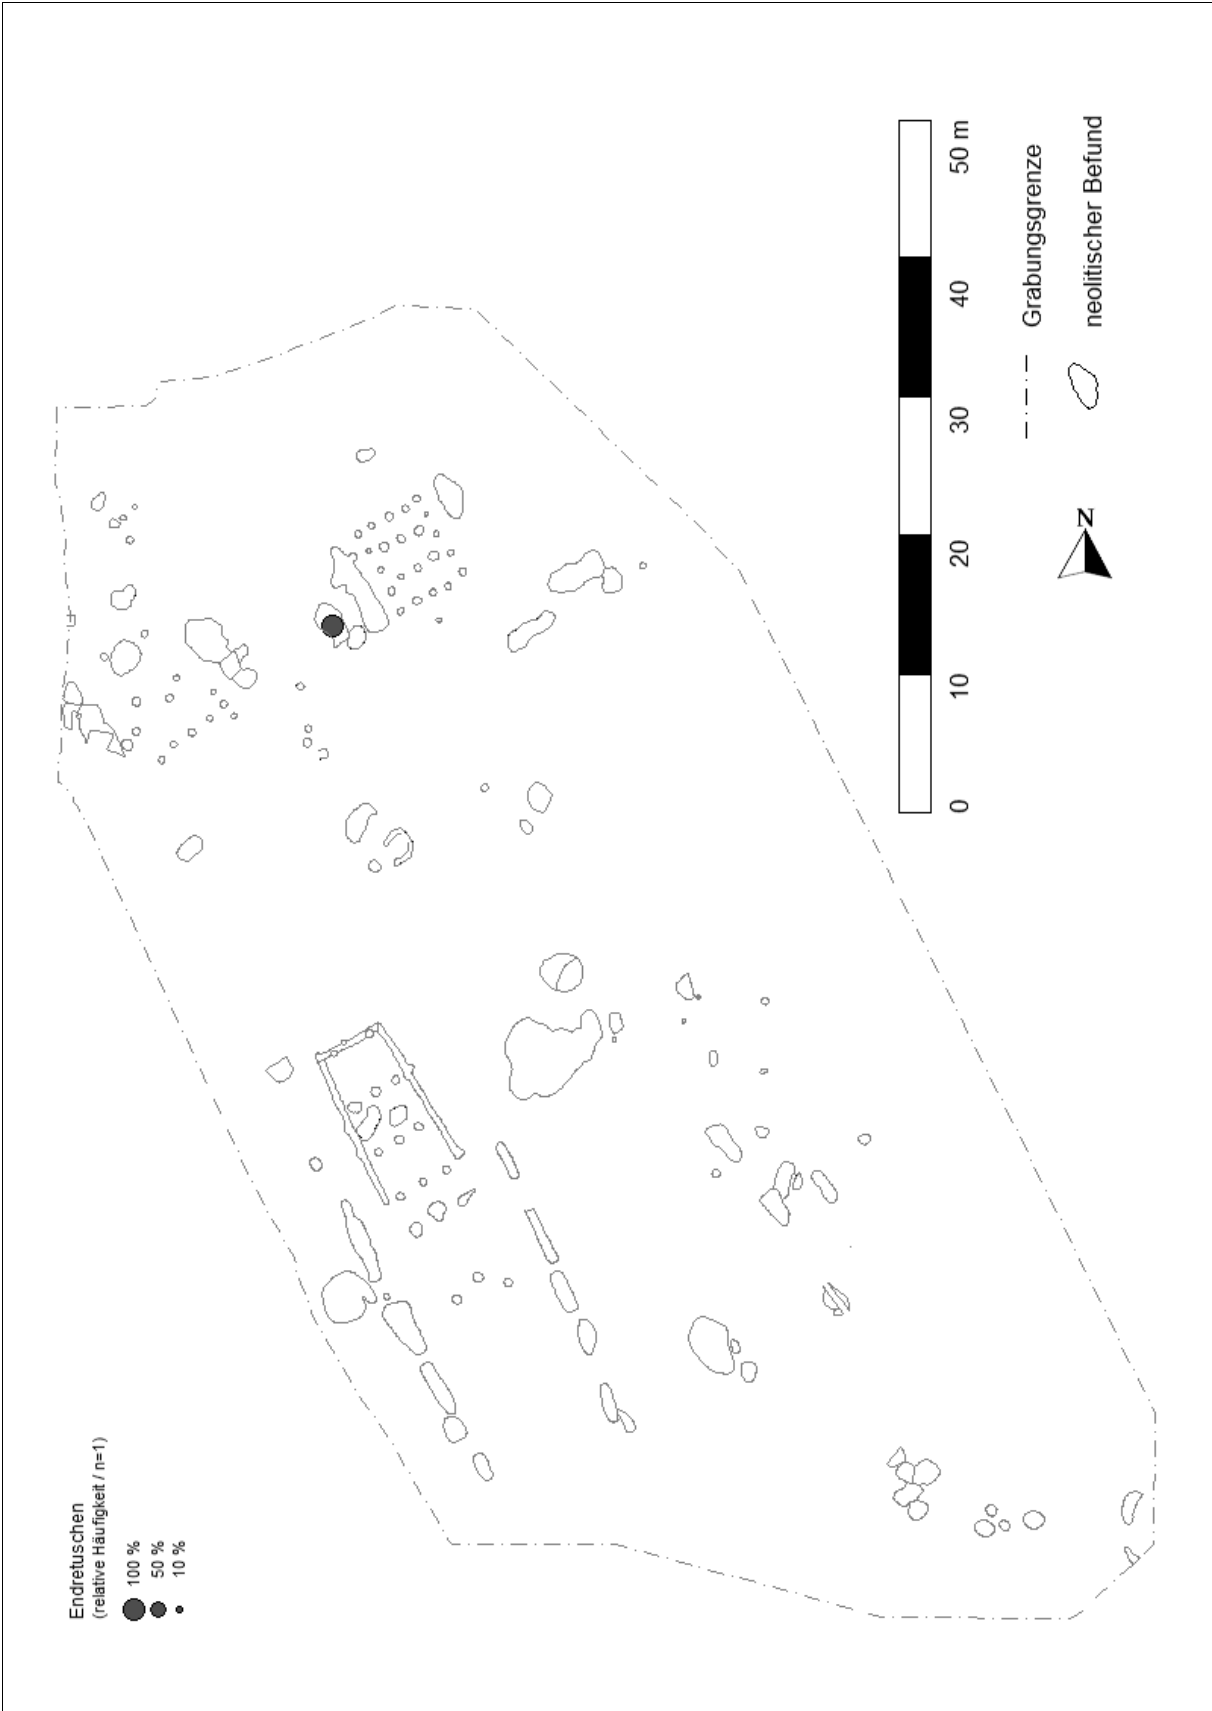 Endretuschen
(relative Häufigkeit / n=1)
100 %
50 %
10 %
0
10
20
30
40
50 m
N
Grabungsgrenze
neolitischer Befund